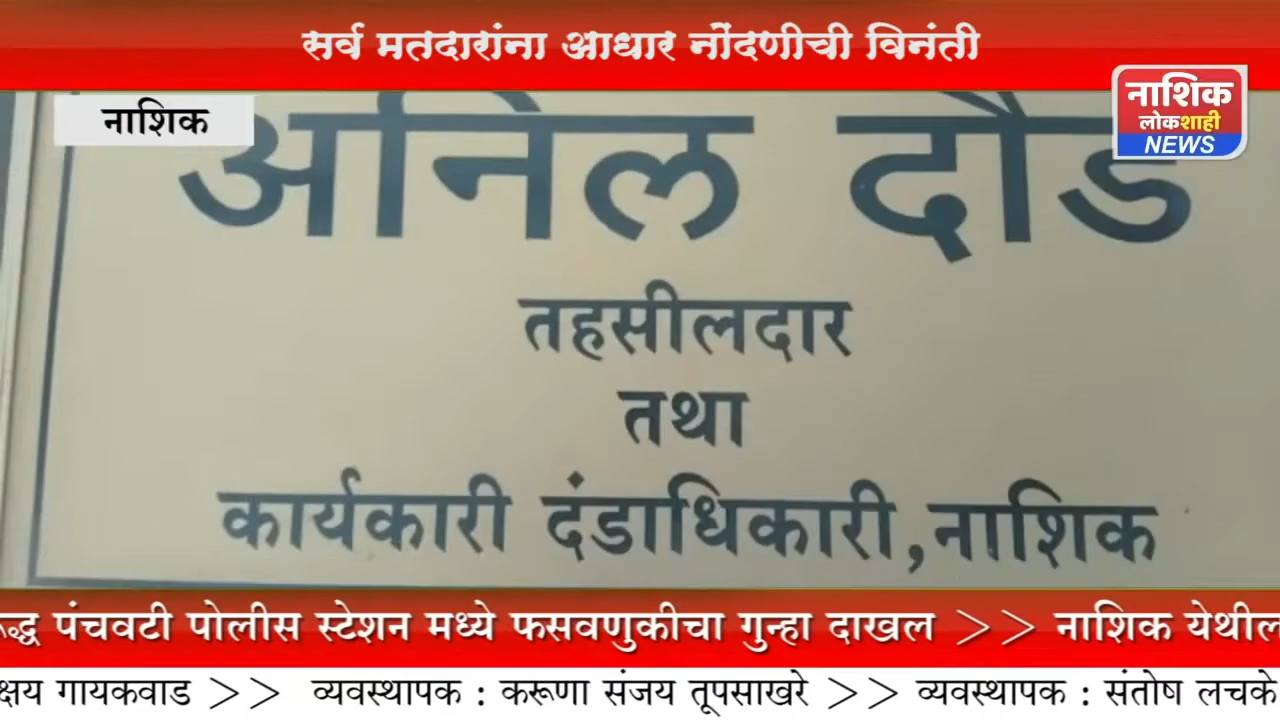 सर्व मतदारांना आधार नोंदणीची विनंती
नाशिक
नाशिक
लोकशाही
NEWS
अनिल दौंड
तहसीलदार
तथा
कार्यकारी दंडाधिकारी,नाशिक
पंचवटी पोलीस स्टेशन मध्ये फसवणुकीचा गुन्हा दाखल >> नाशिक येथील
गायकवाड >> व्यवस्थापक : करूणा संजय तूपसाखरे >> व्यवस्थापक : संतोष लचके